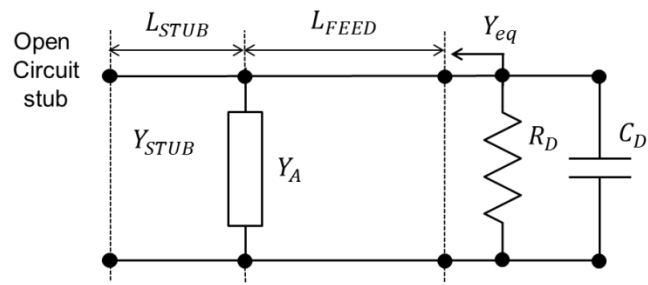 Open
Circuit
stub
L_STUB
L_FEED
Y_eq
Y_STUB
Y_A
R_D
C_D